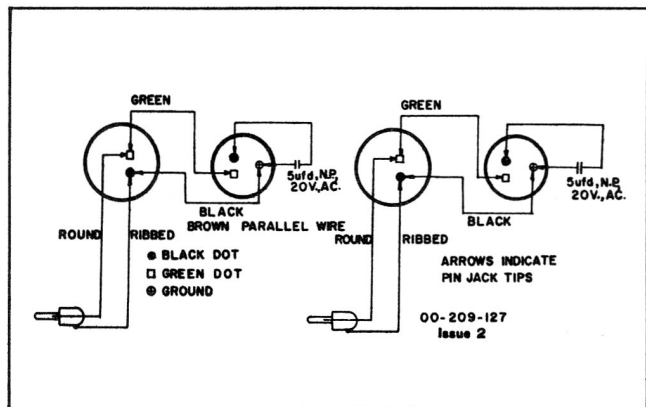 GREEN
GREEN
5ufd, N.P.
20V., AC.
5ufd, N.P.
20V., AC.
BLACK
BROWN PARALLEL WIRE
BLACK
ROUND
RIBBED
ROUND
RIBBED
BLACK DOT
GREEN DOT
GROUND
ARROWS INDICATE
PIN JACK TIPS
00-209-127
Issue 2